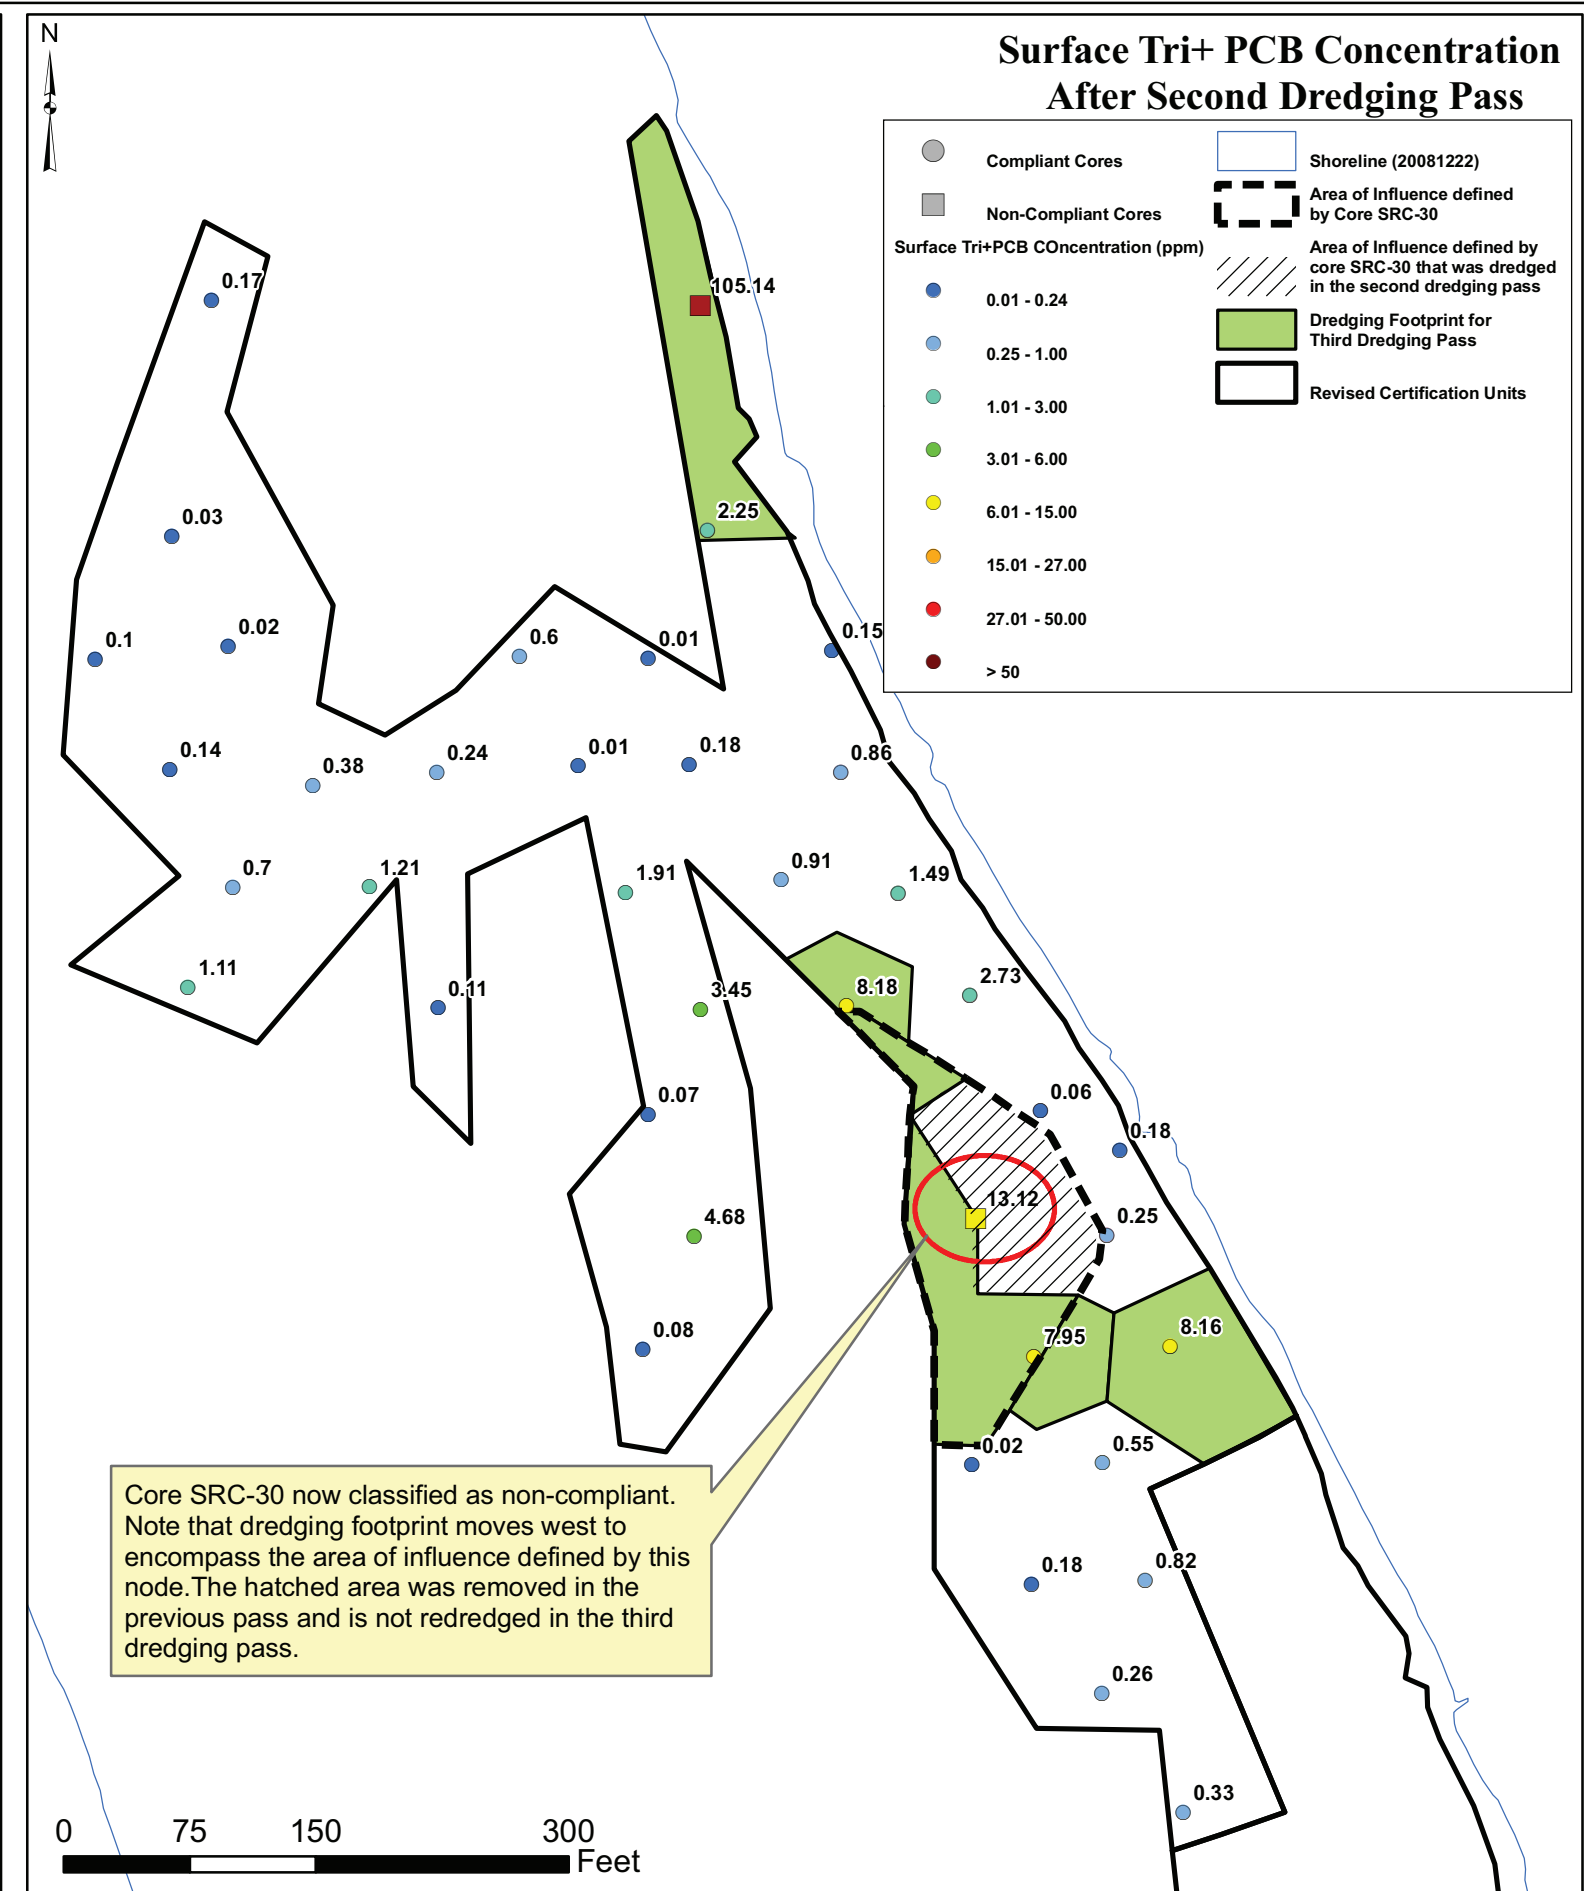 N
Surface Tri+ PCB Concentration
After Second Dredging Pass
Compliant Cores
Non-Compliant Cores
Surface Tri+PCB COncentration (ppm)
0.01 - 0.24
0.25 - 1.00
1.01 - 3.00
3.01 - 6.00
6.01 - 15.00
15.01 - 27.00
27.01 - 50.00
> 50
Shoreline (20081222)
Area of Influence defined
by Core SRC-30
Area of Influence defined by
core SRC-30 that was dredged
in the second dredging pass
Dredging Footprint for
Third Dredging Pass
Revised Certification Units
0.17
105.14
0.03
2.25
0.1
0.02
0.6
0.01
0.15
0.14
0.38
0.24
0.01
0.18
0.86
0.7
1.21
1.91
0.91
1.49
1.11
0.11
3.45
8.18
2.73
0.07
0.06
0.18
4.68
13.12
0.25
0.08
7.95
8.16
0.02
0.55
0.18
0.82
0.26
0.33
Core SRC-30 now classified as non-compliant.
Note that dredging footprint moves west to
encompass the area of influence defined by this
node.The hatched area was removed in the
previous pass and is not redredged in the third
dredging pass.
0 75 150 300
Feet